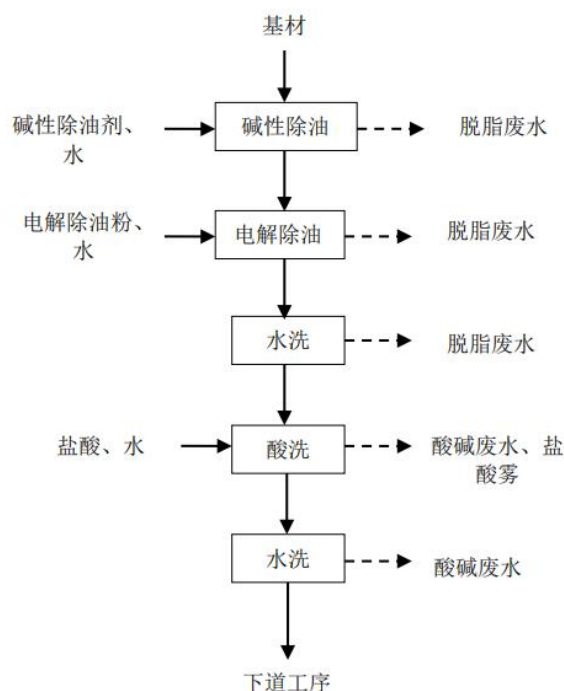 基材
碱性除油剂、
水
碱性除油
脱脂废水
电解除油粉、
水
电解除油
脱脂废水
水洗
脱脂废水
盐酸、水
酸洗
酸碱废水、盐
酸雾
水洗
酸碱废水
下道工序